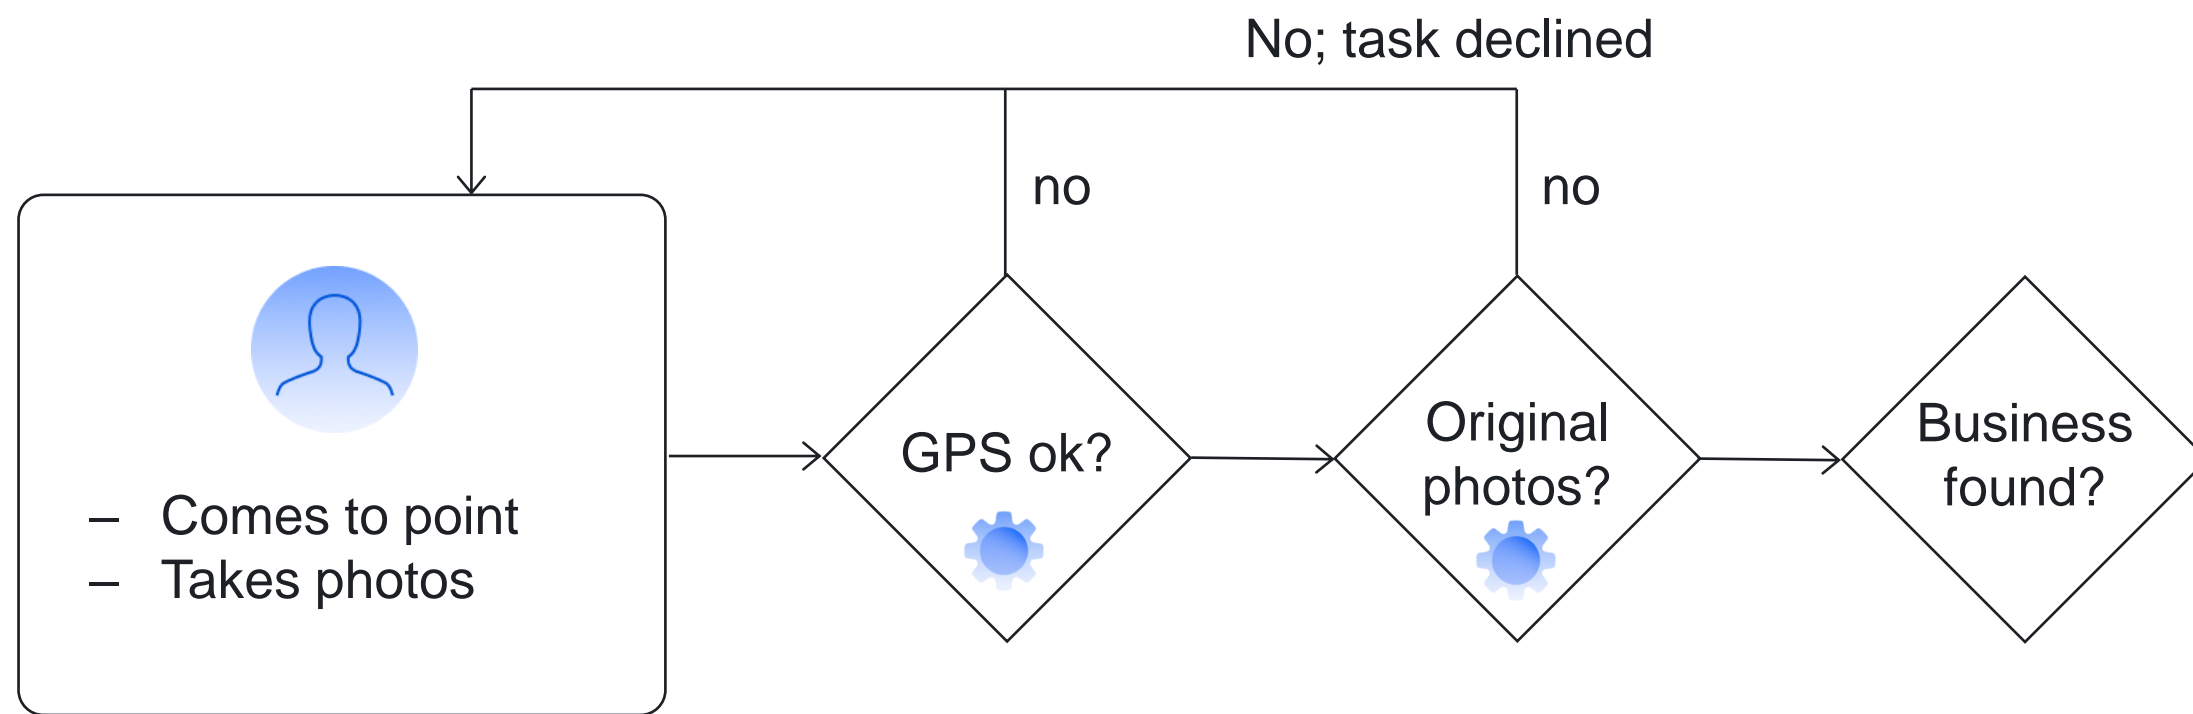 No; task declined
no
no
– Comes to point
– Takes photos
GPS ok?
Original
photos?
Business
found?